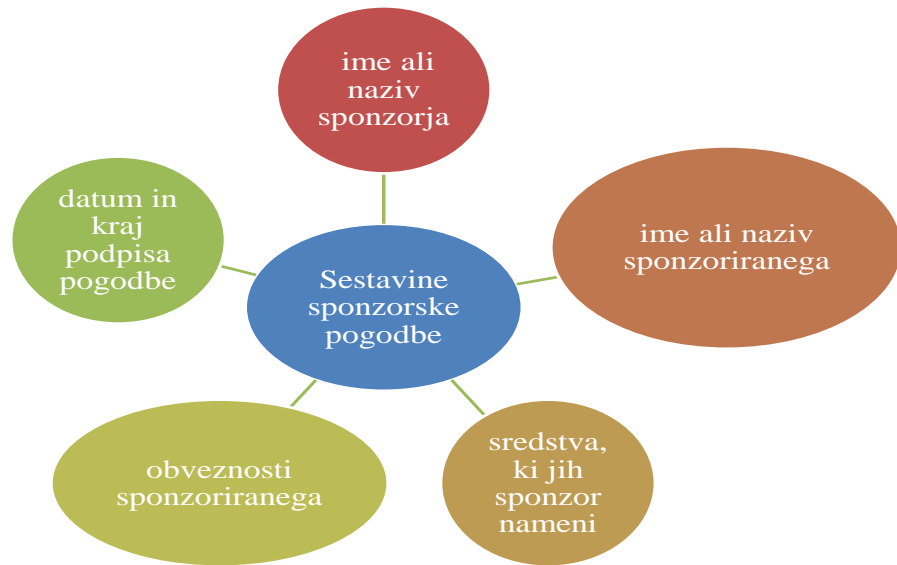 ime ali
naziv
sponzorja
datum in
kraj
podpisa
pogodbe
ime ali naziv
sponzoriranega
Sestavine
sponzorske
pogodbe
obveznosti
sponzoriranega
sredstva,
ki jih
sponzor
nameni